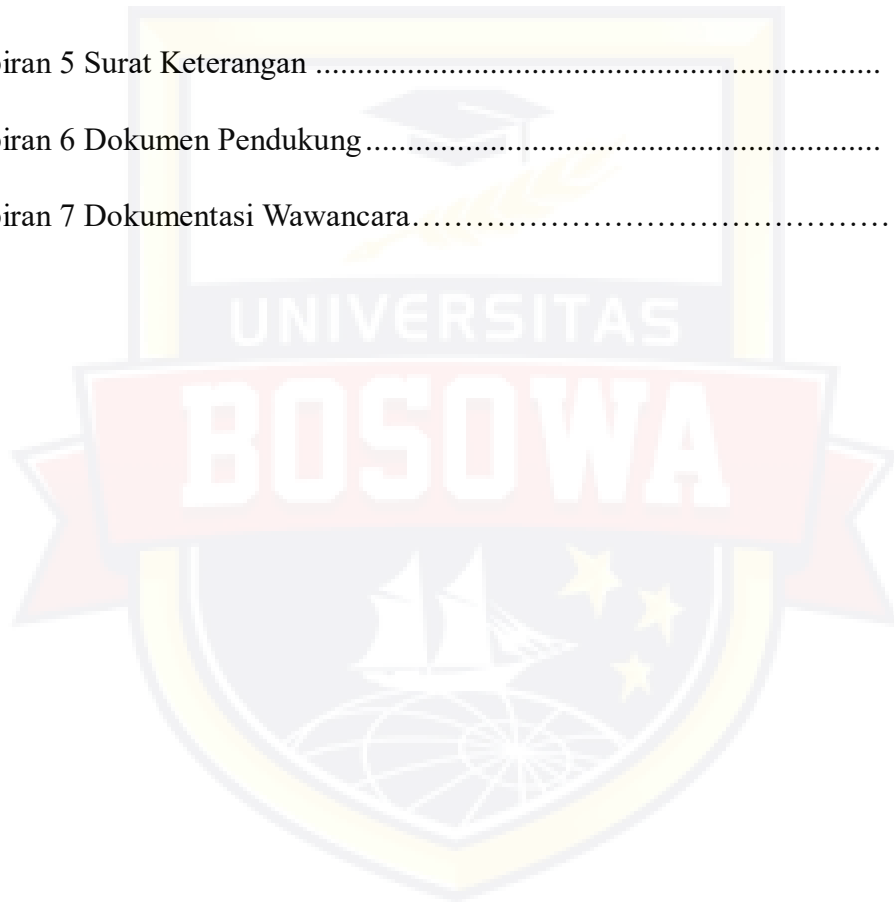 piran 5 Surat Keterangan ....................................................................
piran 6 Dokumen Pendukung..............................................................
piran 7 Dokumentasi Wawancara……………………………………
UNIVERSITAS
BOSOWA